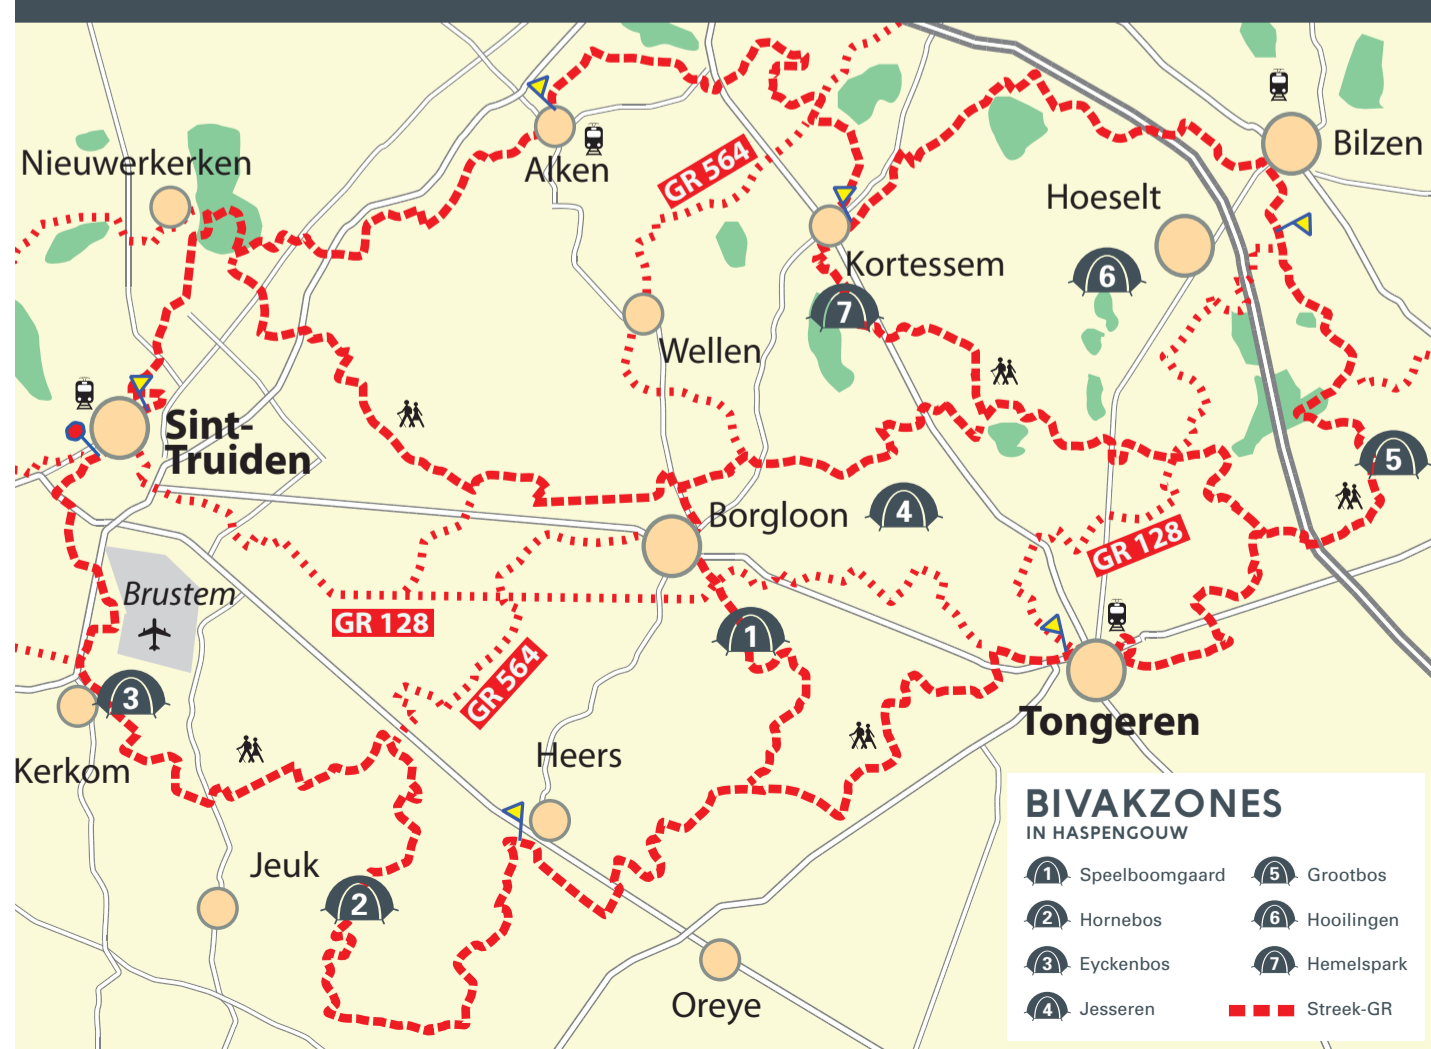 Nieuwerkerken
Alken
GR 564
Bilzen
Hoeselt
6
Kortessem
7
Wellen
Sint-
Truiden
5
Borgloon
4
GR 128
Brustem
GR 128
1
GR 564
3
Tongeren
Kerkom
Heers
Jeuk
2
Oreye
BIVAKZONES
IN HASPENGOUW
1 Speelboomgaard
2 Hornebos
3 Eyckenbos
4 Jesseren
5 Grootbos
6 Hooilingen
7 Hemelspark
Streek-GR